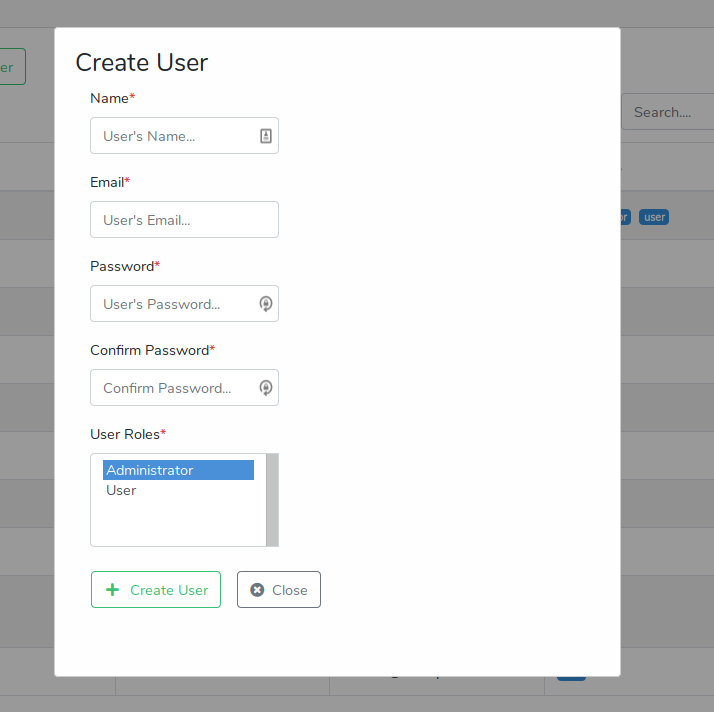 Create User
Name*
User's Name...
Email*
User's Email...
Password*
User's Password...
Confirm Password*
Confirm Password...
User Roles*
Administrator
User
Create User
Close
Search....
user